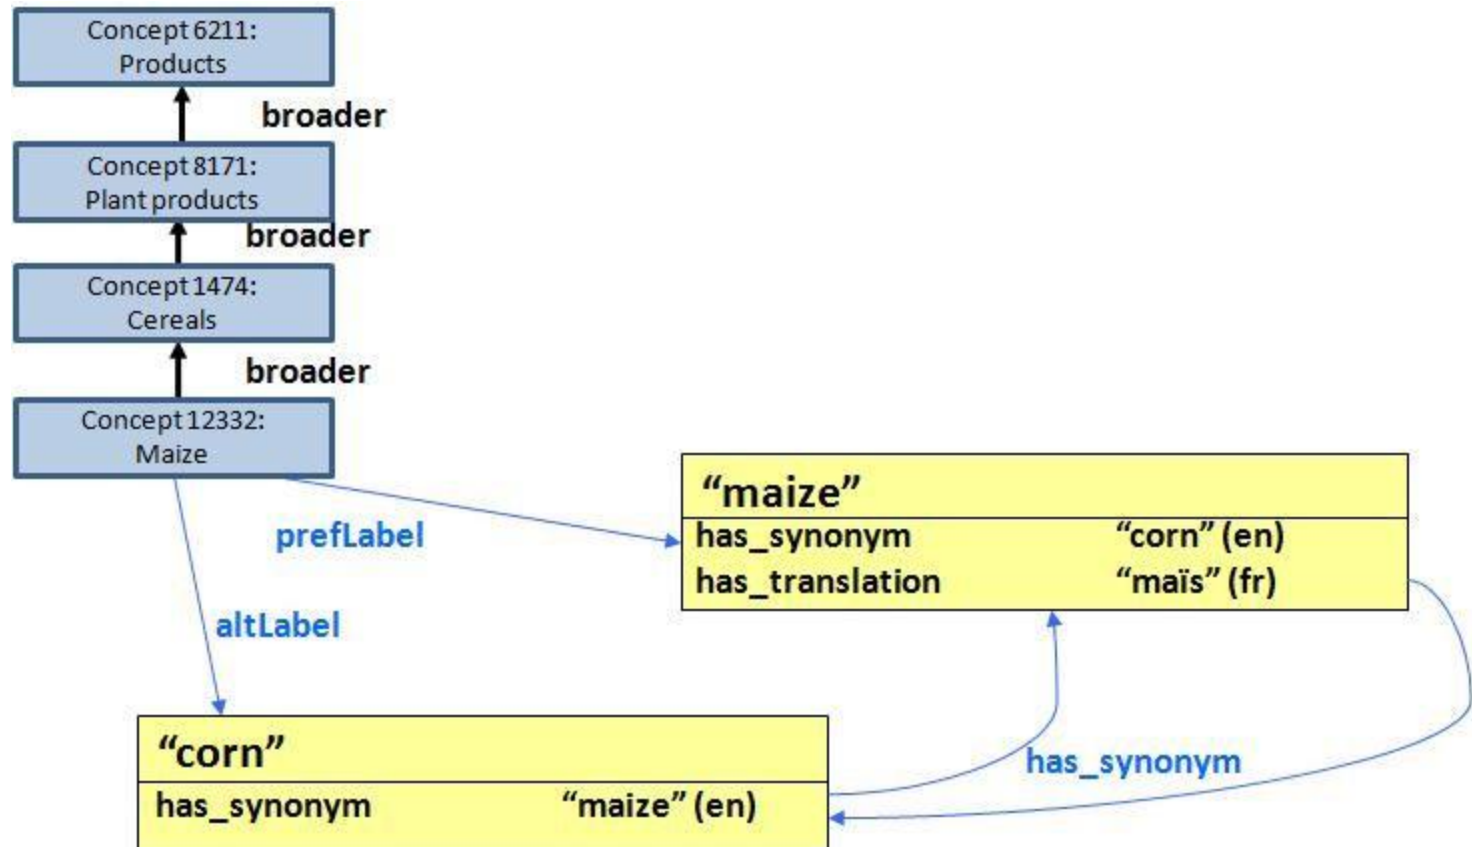 Concept 6211:
Products
broader
Concept 8171:
Plant products
broader
Concept 1474:
Cereals
broader
Concept 12332:
Maize
prefLabel
altLabel
“maize”
has_synonym “corn” (en)
has_translation “maïs” (fr)
“corn”
has_synonym “maize” (en)
has_synonym